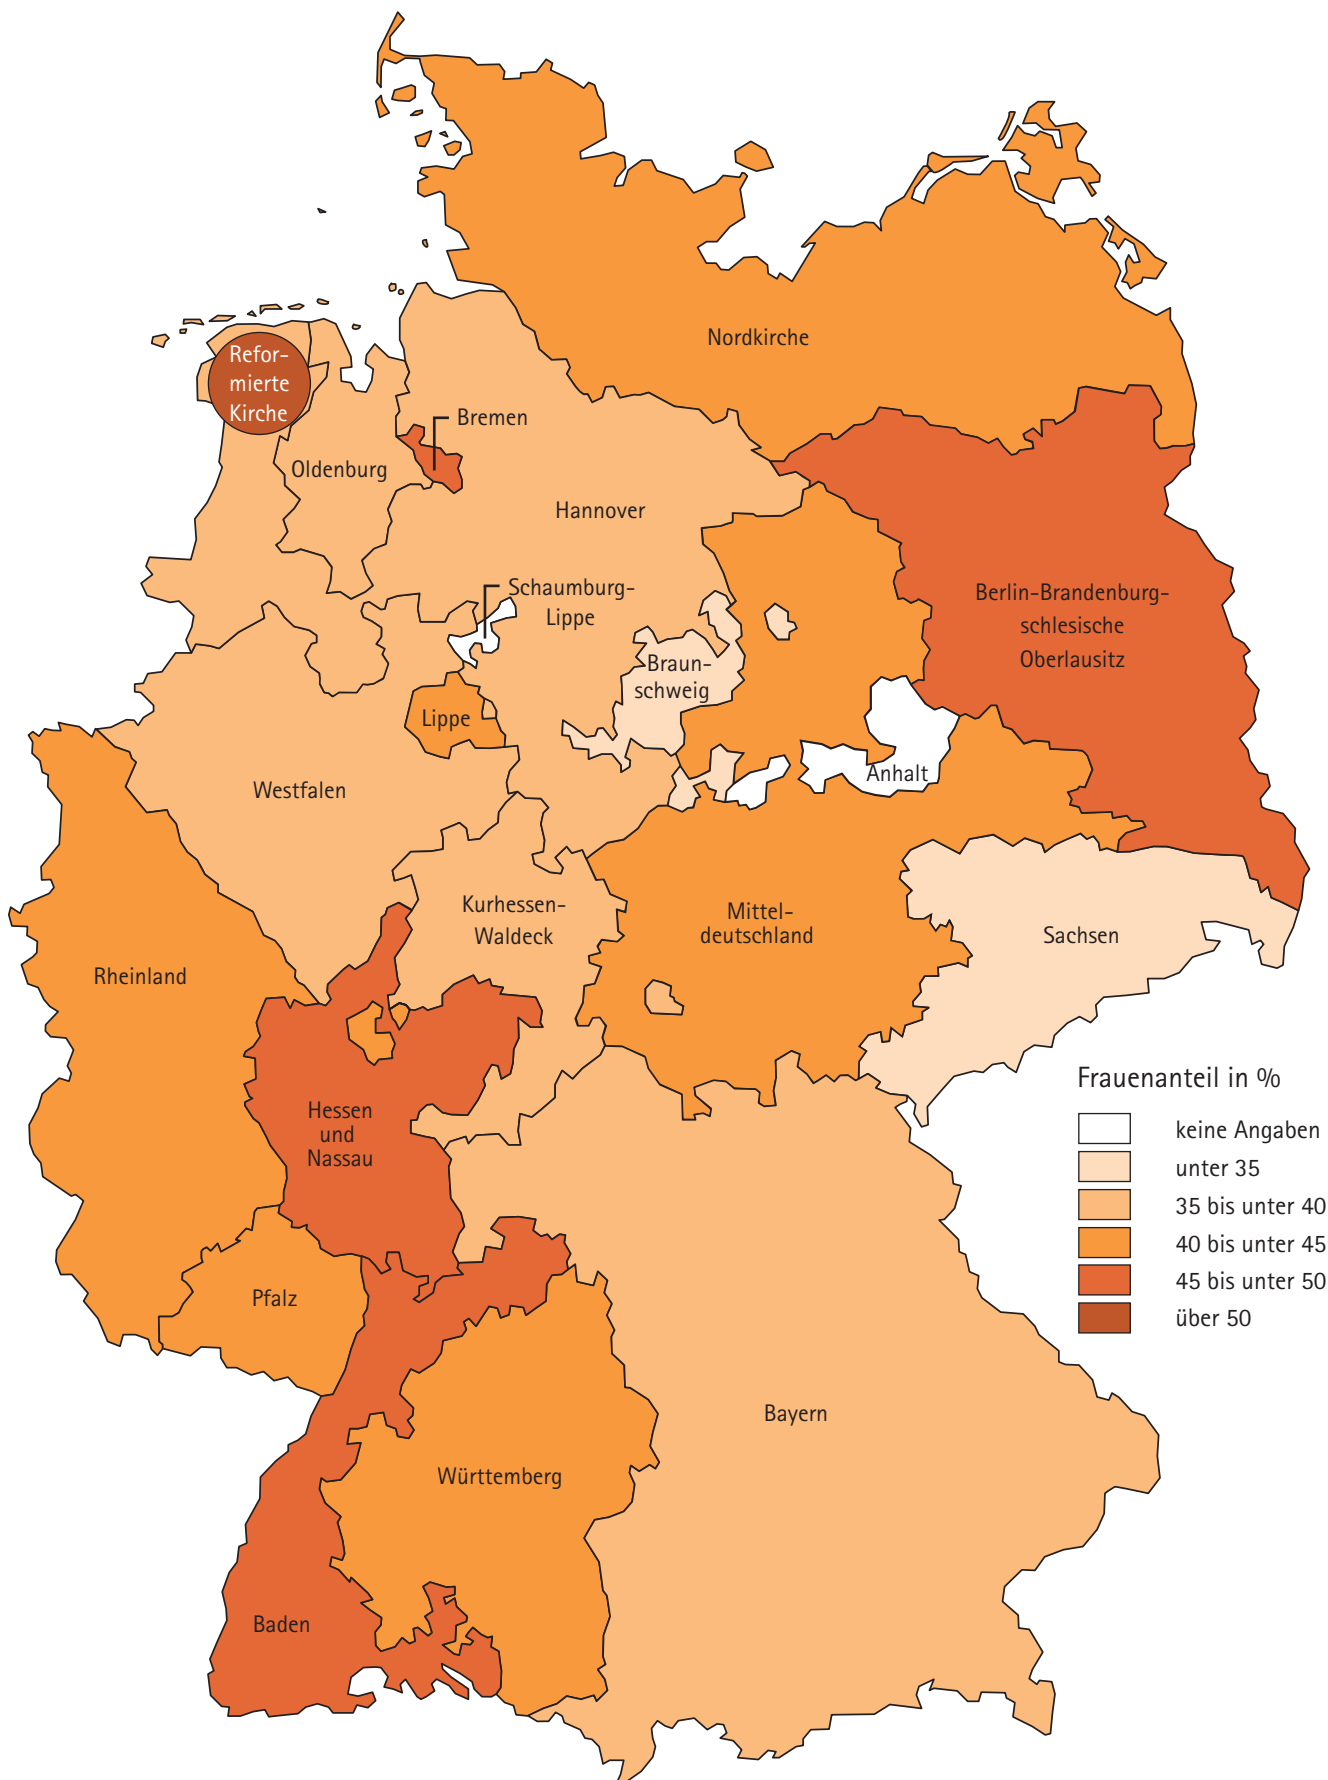 Nordkirche
Refor-
mierte
Kirche
Bremen
Oldenburg
Hannover
Schaumburg-
Lippe
Berlin-Brandenburg-
schlesische
Oberlausitz
Braun-
schweig
Lippe
Anhalt
Westfalen
Kurhessen-
Waldeck
Mittel-
deutschland
Sachsen
Rheinland
Hessen
und
Nassau
Pfalz
Bayern
Württemberg
Baden
Frauenanteil in %
keine Angaben
unter 35
35 bis unter 40
40 bis unter 45
45 bis unter 50
über 50